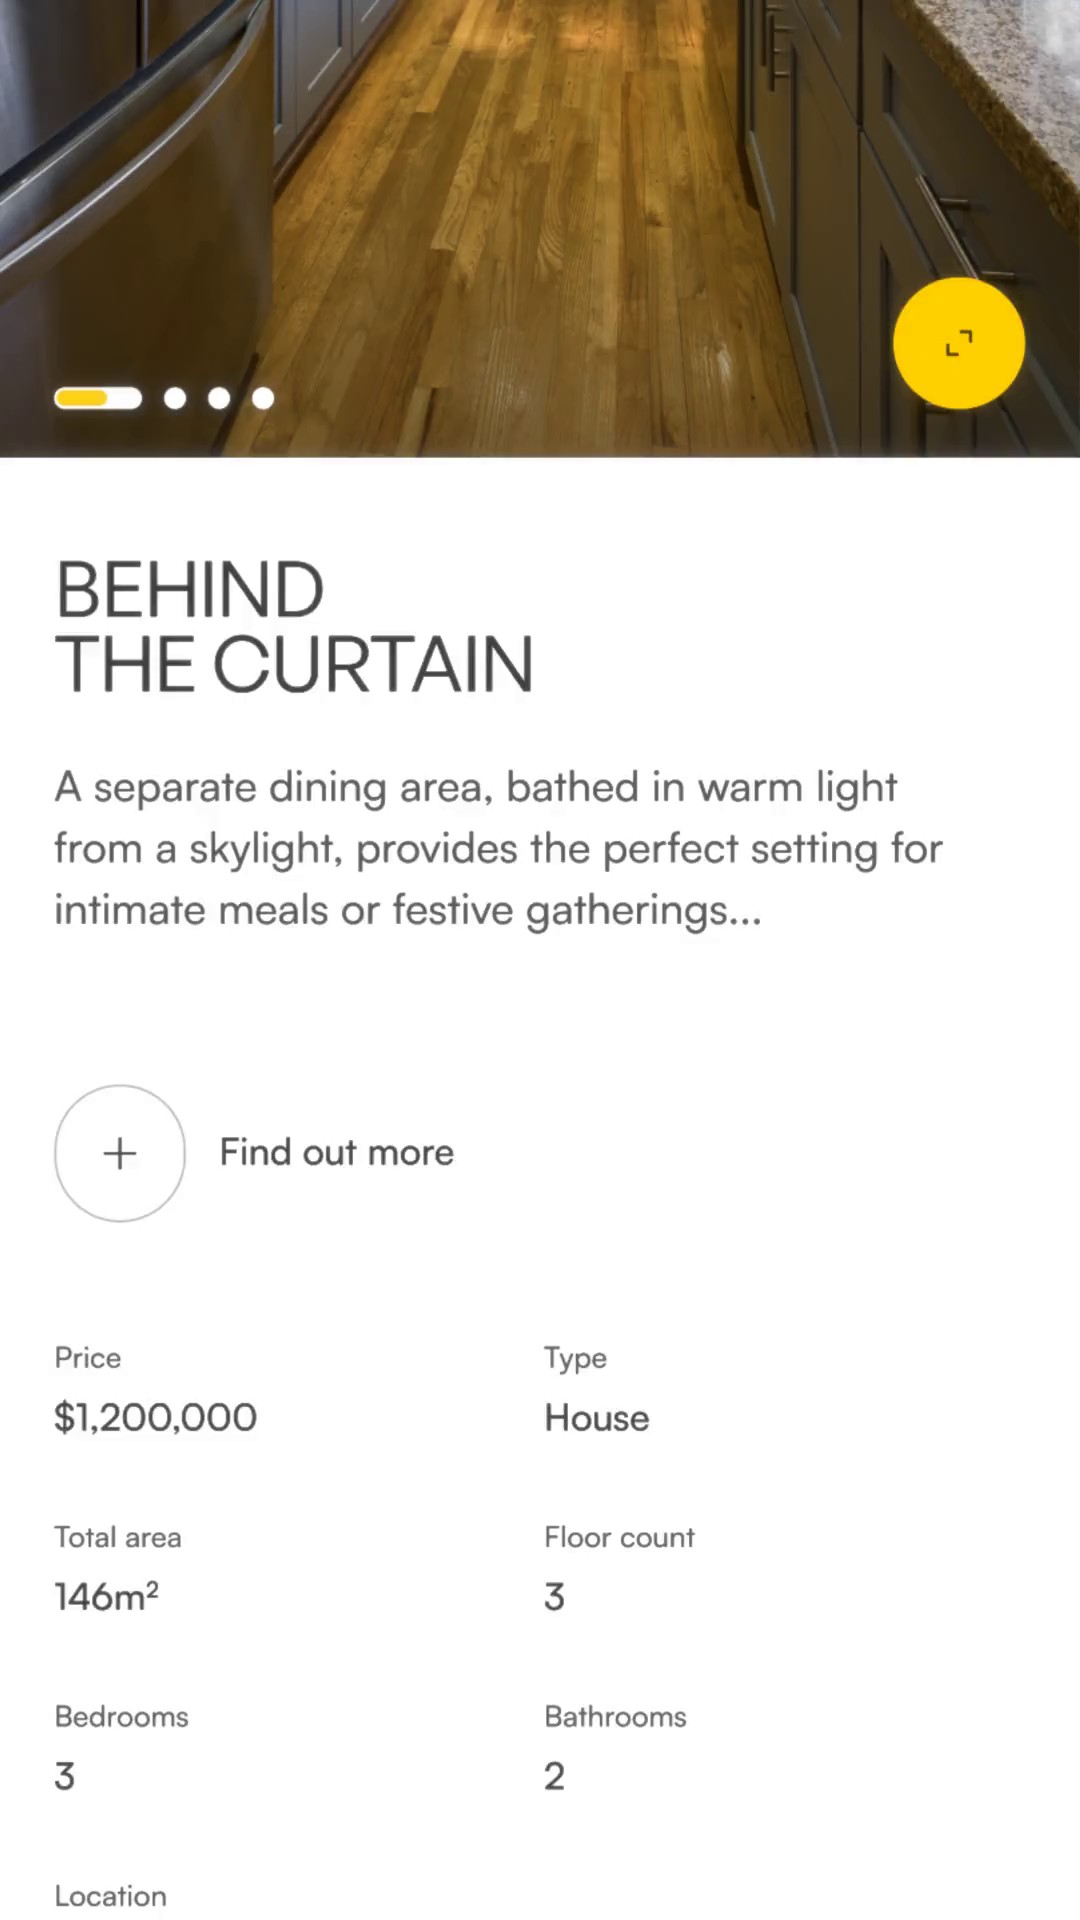 BEHIND
THE CURTAIN
A separate dining area, bathed in warm light
from a skylight, provides the perfect setting for
intimate meals or festive gatherings...
Find out more
Price
Type
$1,200,000
House
Total area
Floor count
146m²
3
Bedrooms
Bathrooms
3
2
Location